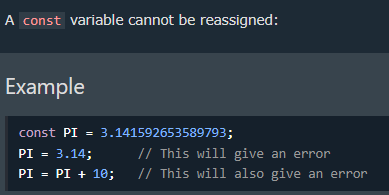 A const variable cannot be reassigned:
Example
const PI = 3.141592653589793;
PI = 3.14;      // This will give an error
PI = PI + 10;   // This will also give an error